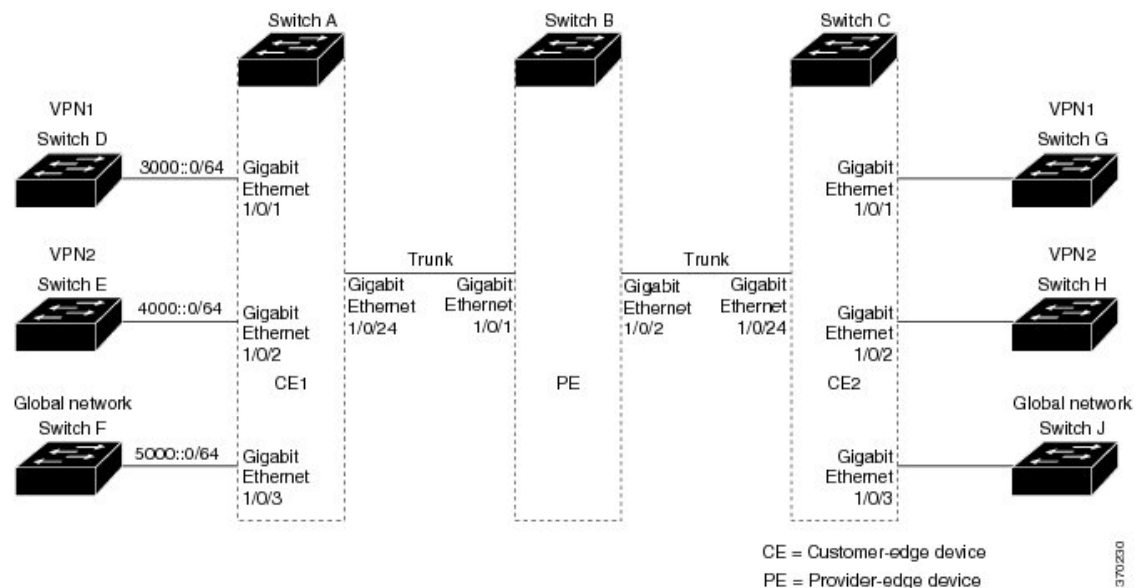 Switch A
Switch B
Switch C
VPN1
Switch D
3000::0/64
Gigabit
Ethernet
1/0/1
VPN2
Switch E
4000::0/64
Gigabit
Ethernet
1/0/2
CE1
Global network
Switch F
5000::0/64
Gigabit
Ethernet
1/0/3
Trunk
Gigabit
Ethernet
1/0/24
Gigabit
Ethernet
1/0/1
PE
Trunk
Gigabit
Ethernet
1/0/2
Gigabit
Ethernet
1/0/24
Gigabit
Ethernet
1/0/1
VPN1
Switch G
Gigabit
Ethernet
1/0/2
CE2
VPN2
Switch H
Gigabit
Ethernet
1/0/3
Global network
Switch J
CE = Customer-edge device
PE = Provider-edge device
370230